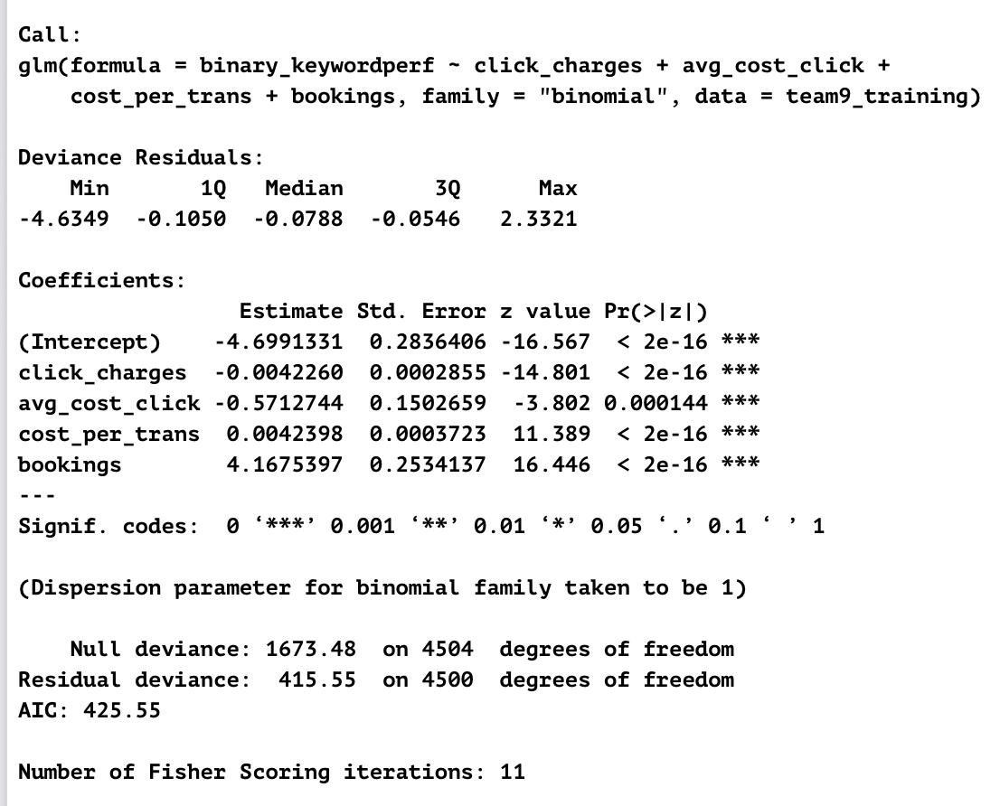 Call:
glm(formula = binary_keywordperf ~ click_charges + avg_cost_click +
    cost_per_trans + bookings, family = "binomial", data = team9_training)

Deviance Residuals:
    Min       1Q   Median       3Q      Max
-4.6349  -0.1050  -0.0788  -0.0546   2.3321

Coefficients:
                 Estimate Std. Error z value Pr(>|z|)
(Intercept)    -4.6991331  0.2836406 -16.567  < 2e-16 ***
click_charges  -0.0042260  0.0002855 -14.801  < 2e-16 ***
avg_cost_click -0.5712744  0.1502659  -3.802 0.000144 ***
cost_per_trans  0.0042398  0.0003723  11.389  < 2e-16 ***
bookings        4.1675397  0.2534137  16.446  < 2e-16 ***
---
Signif. codes:  0 ‘***’ 0.001 ‘**’ 0.01 ‘*’ 0.05 ‘.’ 0.1 ‘ ’ 1

(Dispersion parameter for binomial family taken to be 1)

    Null deviance: 1673.48  on 4504  degrees of freedom
Residual deviance:  415.55  on 4500  degrees of freedom
AIC: 425.55

Number of Fisher Scoring iterations: 11